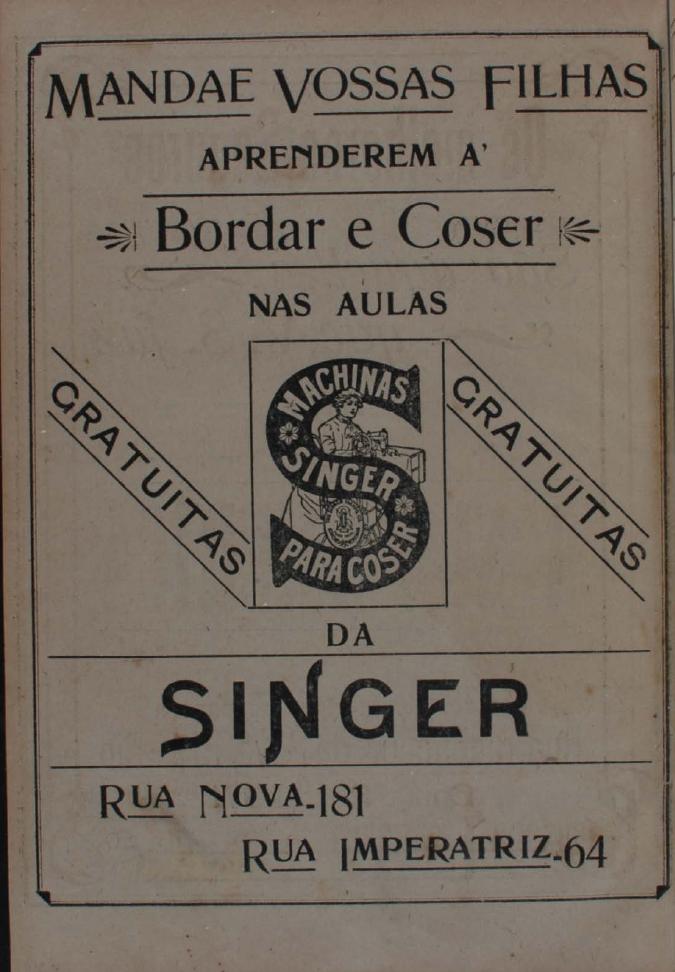 MANDAE VOSSAS FILHAS
APRENDEREM A'
Bordar e Coser
NAS AULAS
GRATUITAS
MACHINAS
SINGER
PARA COSER
GRATUITAS
DA
SINGER
RUA NOVA-181
RUA IMPERATRIZ-64